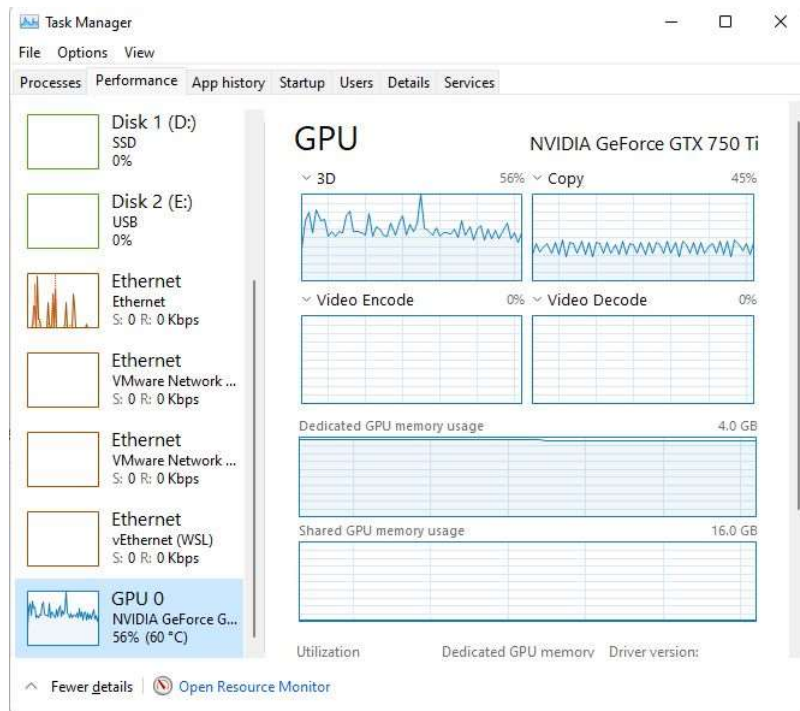 Task Manager
File Options View
Processes Performance App history Startup Users Details Services
Disk 1 (D:)
SSD
0%
Disk 2 (E:)
USB
0%
Ethernet
Ethernet
S: 0 R: 0 Kbps
Ethernet
VMware Network ...
S: 0 R: 0 Kbps
Ethernet
VMware Network ...
S: 0 R: 0 Kbps
Ethernet
vEthernet (WSL)
S: 0 R: 0 Kbps
GPU 0
NVIDIA GeForce G...
56% (60 °C)
GPU NVIDIA GeForce GTX 750 Ti
3D 56% Copy 45%
Video Encode 0% Video Decode 0%
Dedicated GPU memory usage 4.0 GB
Shared GPU memory usage 16.0 GB
Utilization Dedicated GPU memory Driver version:
Fewer details Open Resource Monitor